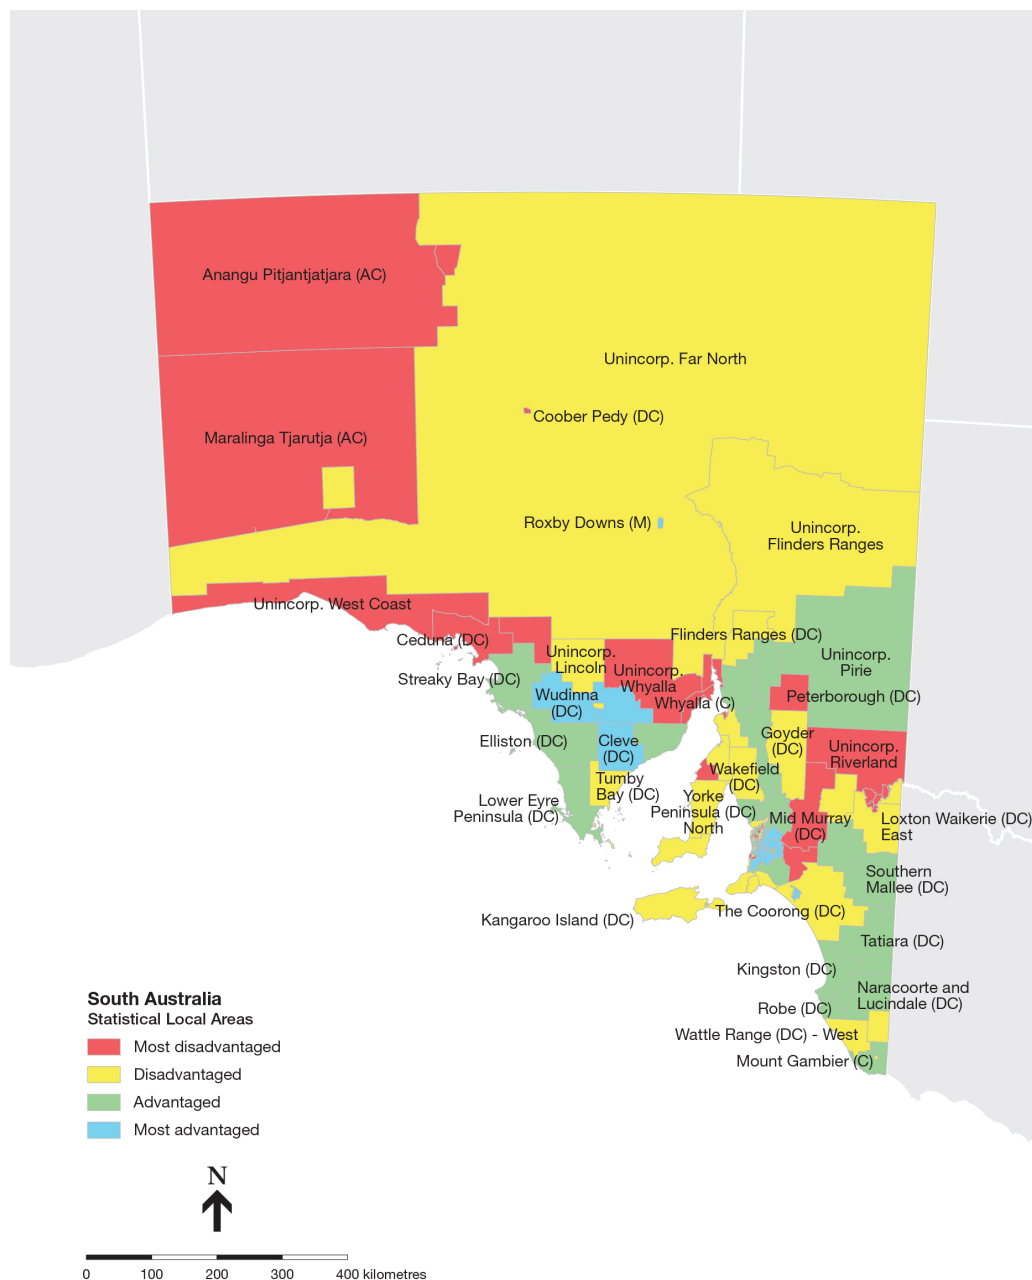 Anangu Pitjantjatjara (AC)
Unincorp. Far North
Coober Pedy (DC)
Maralinga Tjarutja (AC)
Roxby Downs (M)
Unincorp.
Flinders Ranges
Unincorp. West Coast
Ceduna (DC)
Flinders Ranges (DC)
Unincorp.
Lincoln
Unincorp.
Pirie
Unincorp.
Whyalla
Streaky Bay (DC)
Wudinna
(DC)
Whyalla (C)
Peterborough (DC)
Elliston (DC)
Cleve
(DC)
Goyder
(DC)
Unincorp.
Riverland
Wakefield
(DC)
Tumby
Bay (DC)
Lower Eyre
Peninsula (DC)
Yorke
Peninsula (DC)
North
Mid Murray
(DC)
Loxton Waikerie (DC)
East
Southern
Mallee (DC)
Kangaroo Island (DC)
The Coorong (DC)
Tatiara (DC)
Kingston (DC)
Naracoorte and
Lucindale (DC)
Robe (DC)
Wattle Range (DC) - West
Mount Gambier (C)
South Australia
Statistical Local Areas
Most disadvantaged
Disadvantaged
Advantaged
Most advantaged
N
0 100 200 300 400 kilometres